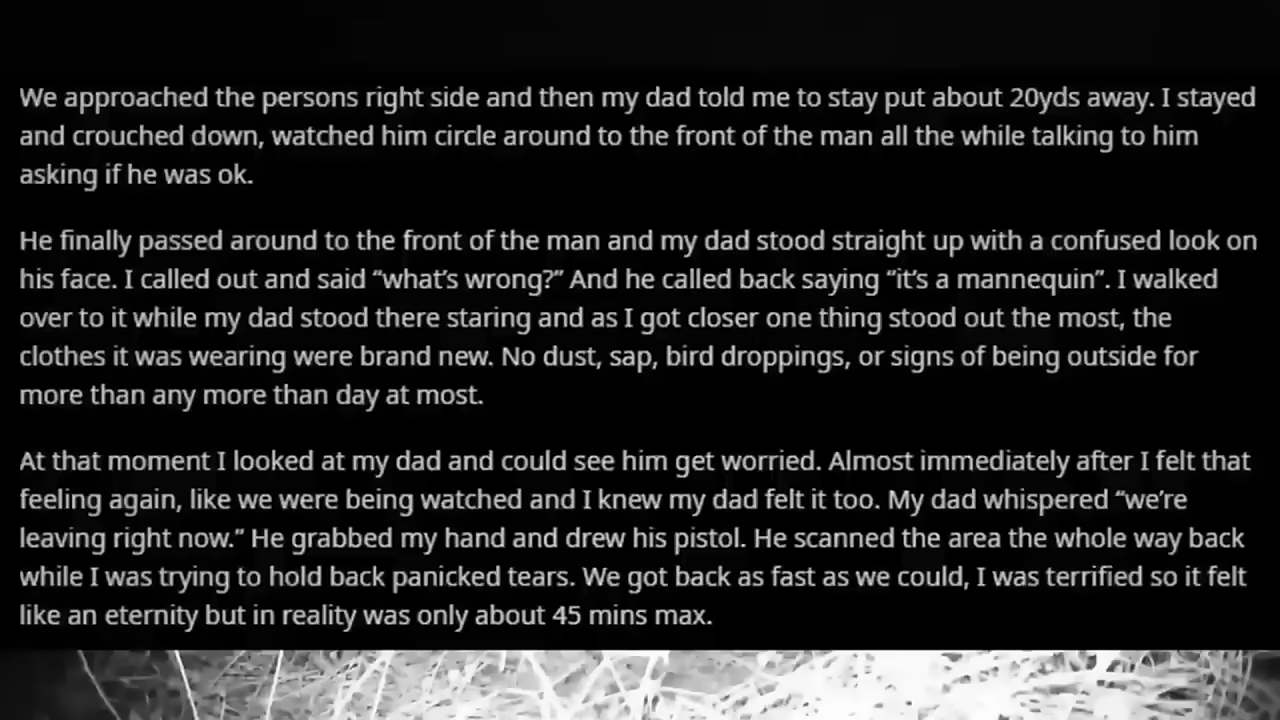 We approached the persons right side and then my dad told me to stay put about 20yds away. I stayed
and crouched down, watched him circle around to the front of the man all the while talking to him
asking if he was ok.
He finally passed around to the front of the man and my dad stood straight up with a confused look on
his face. I called out and said “what’s wrong?” And he called back saying “it’s a mannequin”. I walked
over to it while my dad stood there staring and as I got closer one thing stood out the most, the
clothes it was wearing were brand new. No dust, sap, bird droppings, or signs of being outside for
more than any more than day at most.
At that moment I looked at my dad and could see him get worried. Almost immediately after I felt that
feeling again, like we were being watched and I knew my dad felt it too. My dad whispered “we’re
leaving right now.” He grabbed my hand and drew his pistol. He scanned the area the whole way back
while I was trying to hold back panicked tears. We got back as fast as we could, I was terrified so it felt
like an eternity but in reality was only about 45 mins max.